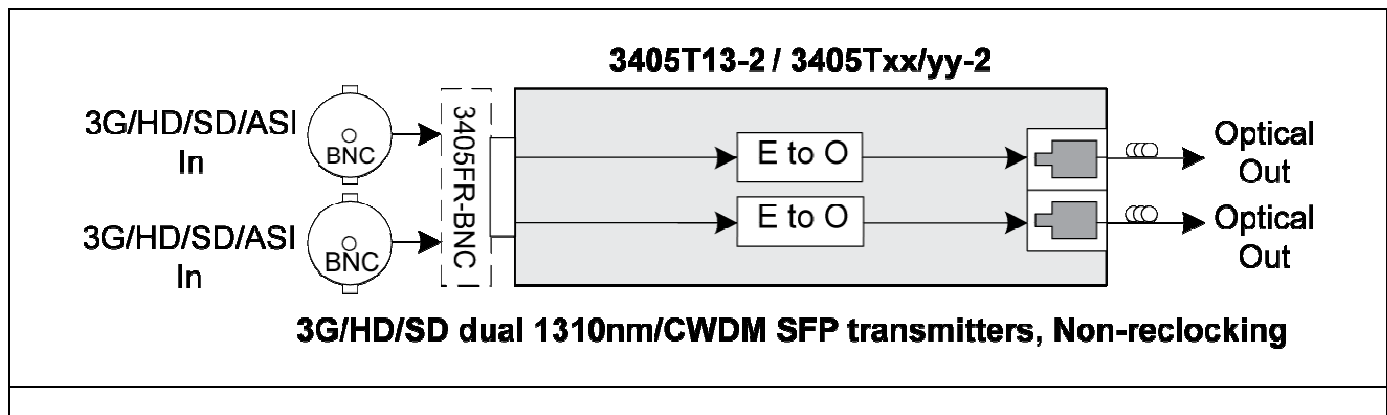 3405T13-2 / 3405Txx/yy-2
3G/HD/SD/ASI
In
BNC
3405FR-BNC
E to O
Optical
Out
3G/HD/SD/ASI
In
BNC
E to O
Optical
Out
3G/HD/SD dual 1310nm/CWDM SFP transmitters, Non-reclocking